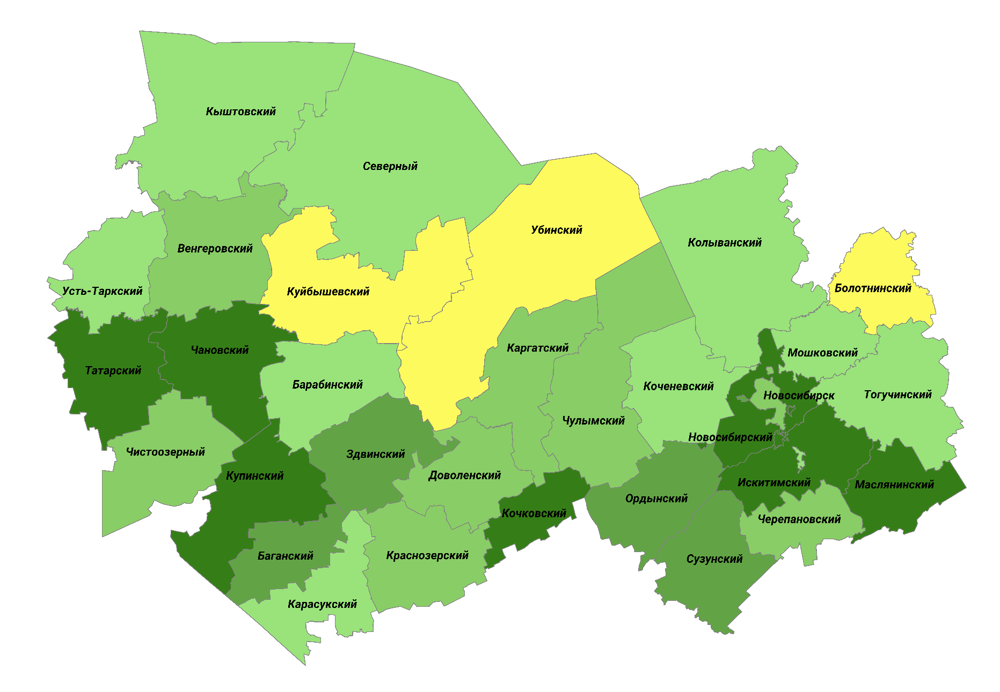 Кыштовский
Северный
Убинский
Колыванский
Венгеровский
Болотнинский
Усть-Таркский
Куйбышевский
Чановский
Каргатский
Мошковский
Татарский
Барабинский
Коченевский
Тогучинский
Новосибирск
Чулымский
Новосибирский
Чистоозерный
Здвинский
Купинский
Доволенский
Искитимский
Маслянинский
Ордынский
Кочковский
Черепановский
Баганский
Краснозерский
Сузунский
Карасукский